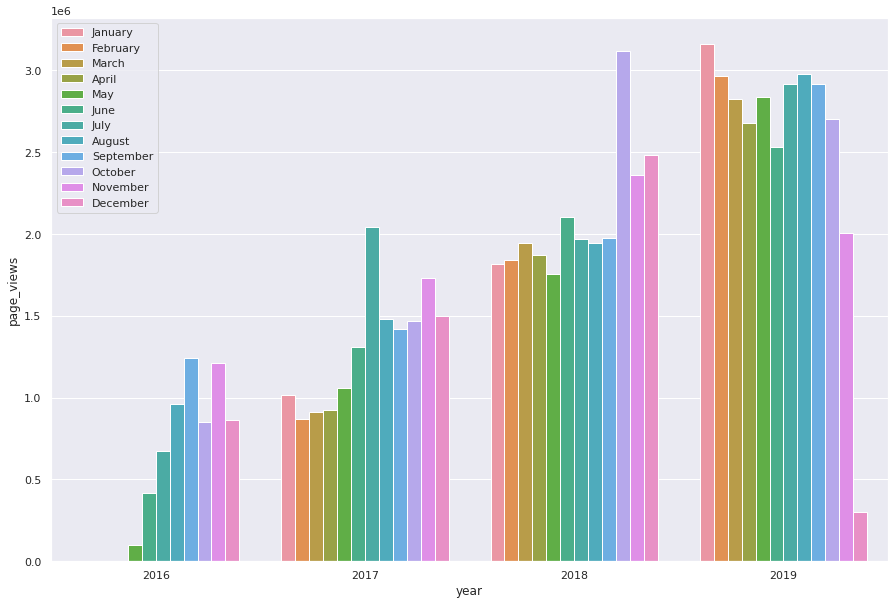 1e6
January
February
March
April
May
June
July
August
September
October
November
December
3.0
2.5
2.0
1.5
1.0
0.5
0.0
page_views
2016 2017 2018 2019
year